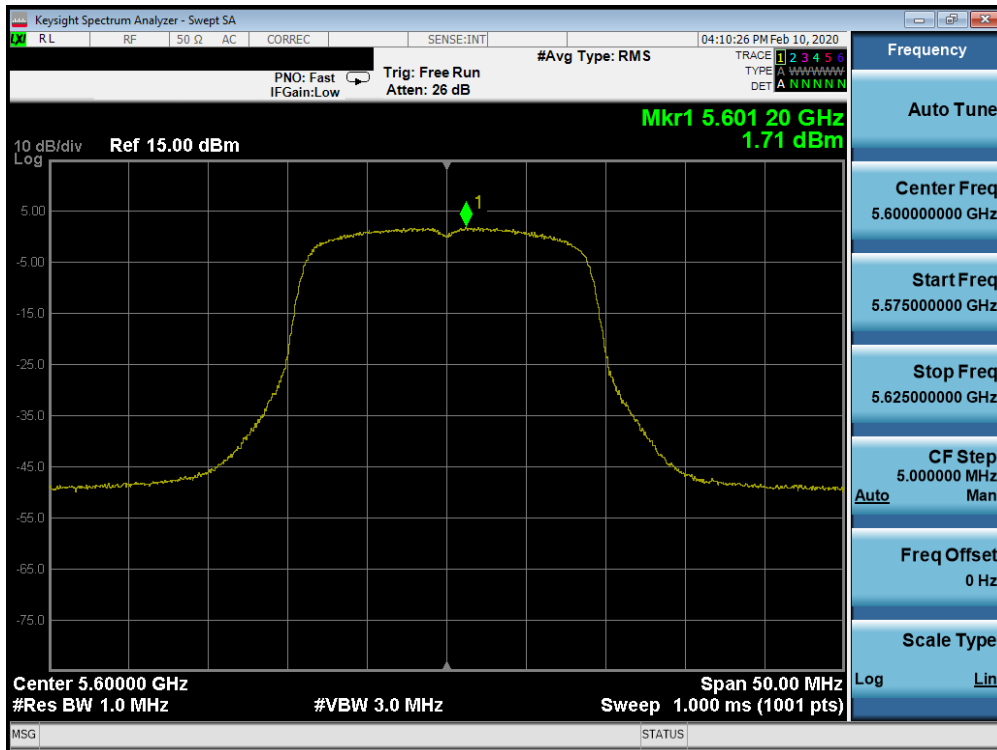 Keysight Spectrum Analyzer - Swept SA
LXI RL RF 50 Ω AC CORREC SENSE:INT 04:10:26 PM Feb 10, 2020
#Avg Type: RMS
PNO: Fast
IFGain:Low
Trig: Free Run
Atten: 26 dB
TRACE 1 2 3 4 5 6
TYPE A WWWWW
DET A N N N N N
Mkr1 5.601 20 GHz
1.71 dBm
10 dB/div
Log
Ref 15.00 dBm
1
5.00
-5.00
-15.0
-25.0
-35.0
-45.0
-55.0
-65.0
-75.0
Center 5.60000 GHz
#Res BW 1.0 MHz
#VBW 3.0 MHz
Span 50.00 MHz
Sweep 1.000 ms (1001 pts)
MSG
STATUS
Frequency
Auto Tune
Center Freq
5.600000000 GHz
Start Freq
5.575000000 GHz
Stop Freq
5.625000000 GHz
CF Step
5.000000 MHz
Auto Man
Freq Offset
0 Hz
Scale Type
Log Lin